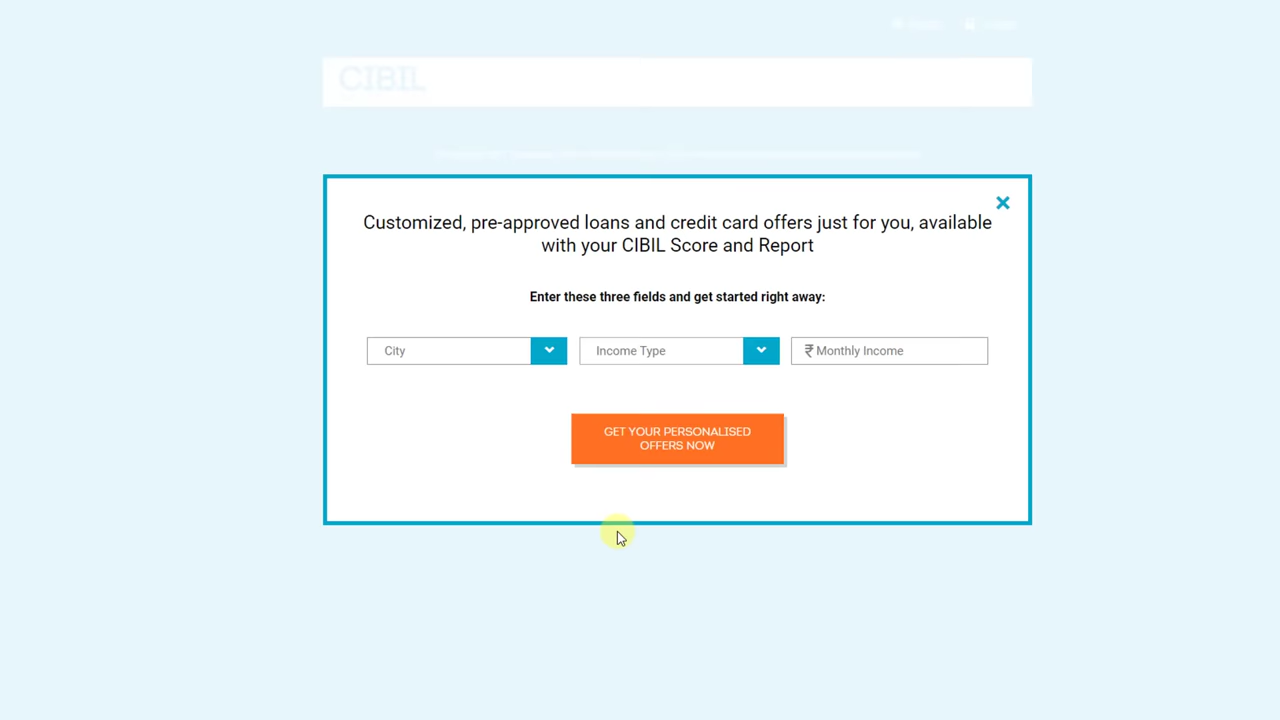 CIBIL
Customized, pre-approved loans and credit card offers just for you, available
with your CIBIL Score and Report
Enter these three fields and get started right away:
City
Income Type
₹ Monthly Income
GET YOUR PERSONALISED
OFFERS NOW